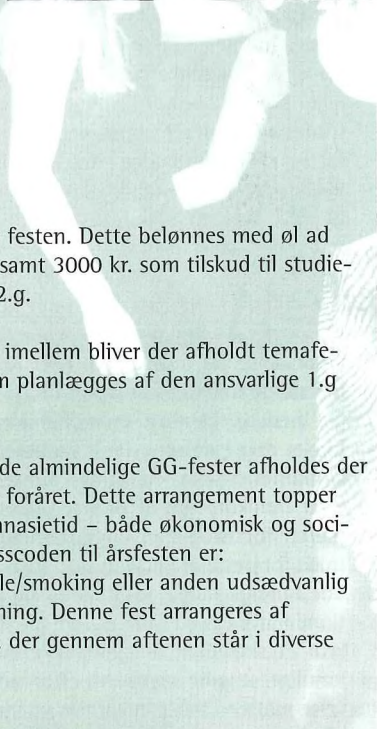 festen. Dette belønnes med øl ad
samt 3000 kr. som tilskud til studie-
2.g.
imellem bliver der afholdt temafe-
n planlægges af den ansvarlige 1.g
de almindelige GG-fester afholdes der
foråret. Dette arrangement topper
nasietid – både økonomisk og soci-
sscoden til årsfesten er:
le/smoking eller anden udsædvanlig
ning. Denne fest arrangeres af
der gennem aftenen står i diverse